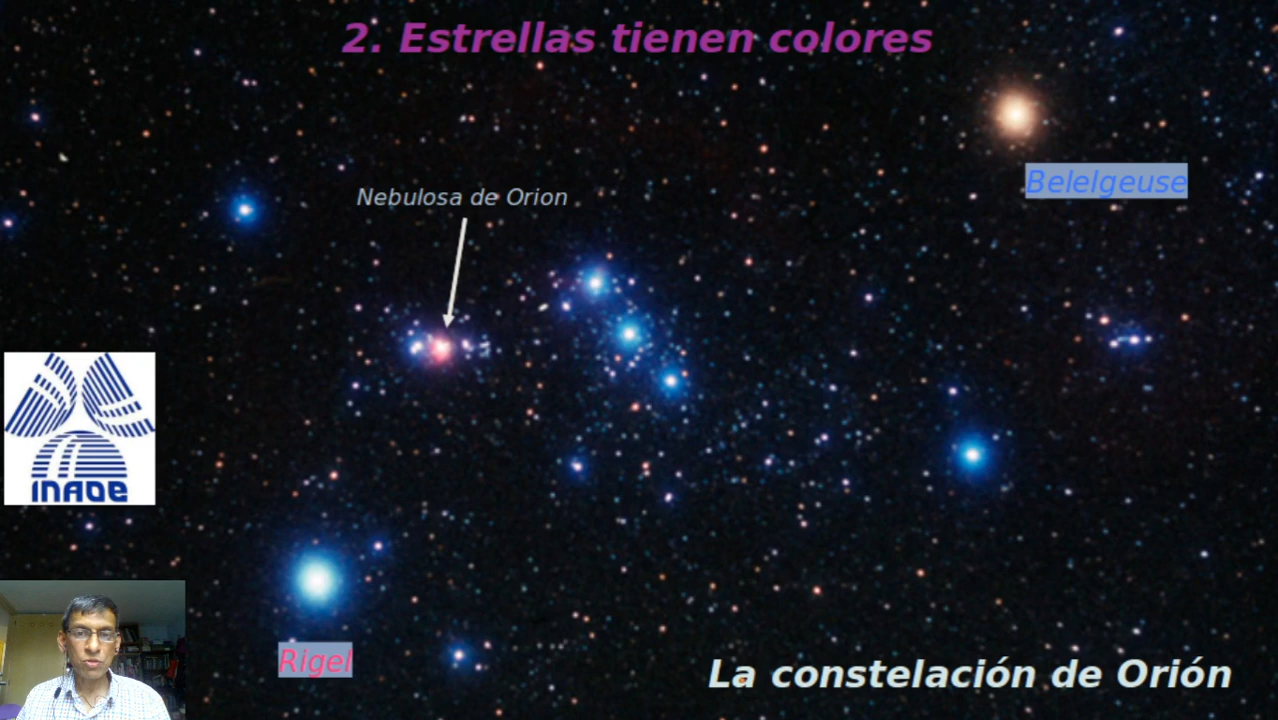 2. Estrellas tienen colores
Belelgeuse
Nebulosa de Orion
INAOE
Rigel
La constelación de Orión